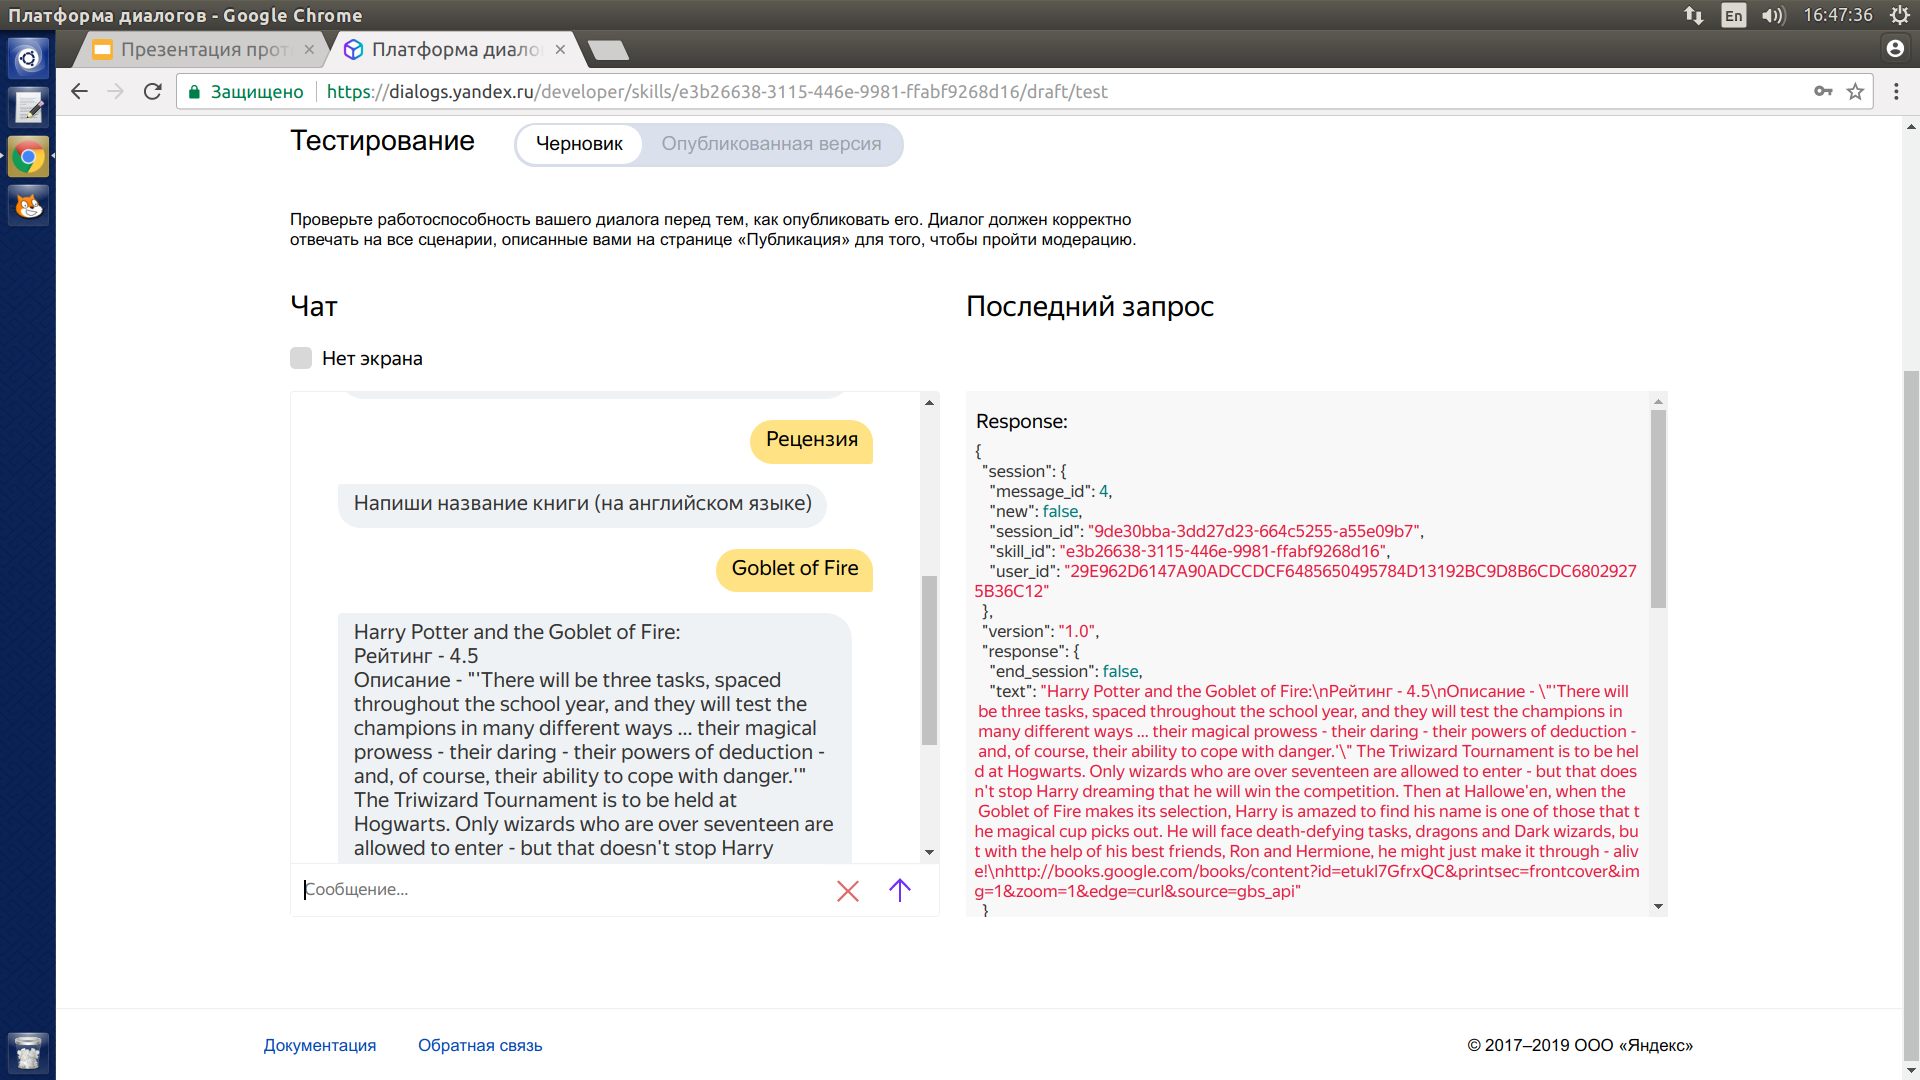 Платформа диалогов - Google Chrome
En
16:47:36
Презентация прот
Платформа диало
Защищено
https://dialogs.yandex.ru/developer/skills/e3b26638-3115-446e-9981-ffabf9268d16/draft/test
Тестирование
Черновик
Опубликованная версия
Проверьте работоспособность вашего диалога перед тем, как опубликовать его. Диалог должен корректно
отвечать на все сценарии, описанные вами на странице «Публикация» для того, чтобы пройти модерацию.
Чат
Нет экрана
Рецензия
Напиши название книги (на английском языке)
Goblet of Fire
Harry Potter and the Goblet of Fire:
Рейтинг - 4.5
Описание - "'There will be three tasks, spaced
throughout the school year, and they will test the
champions in many different ways ... their magical
prowess - their daring - their powers of deduction -
and, of course, their ability to cope with danger.'"
The Triwizard Tournament is to be held at
Hogwarts. Only wizards who are over seventeen are
allowed to enter - but that doesn't stop Harry
Сообщение...
Последний запрос
Response:
{
"session": {
"message_id": 4,
"new": false,
"session_id": "9de30bba-3dd27d23-664c5255-a55e09b7",
"skill_id": "e3b26638-3115-446e-9981-ffabf9268d16",
"user_id": "29E962D6147A90ADCCDCF6485650495784D13192BC9D8B6CDC6802927
5B36C12"
},
"version": "1.0",
"response": {
"end_session": false,
"text": "Harry Potter and the Goblet of Fire:\nРейтинг - 4.5\nОписание - \"'There will
be three tasks, spaced throughout the school year, and they will test the champions in
many different ways ... their magical prowess - their daring - their powers of deduction -
and, of course, their ability to cope with danger.'\" The Triwizard Tournament is to be hel
d at Hogwarts. Only wizards who are over seventeen are allowed to enter - but that does
n't stop Harry dreaming that he will win the competition. Then at Hallowe'en, when the
Goblet of Fire makes its selection, Harry is amazed to find his name is one of those that t
he magical cup picks out. He will face death-defying tasks, dragons and Dark wizards, bu
t with the help of his best friends, Ron and Hermione, he might just make it through - aliv
e!\nhttp://books.google.com/books/content?id=etukl7GfrxQC&printsec=frontcover&im
g=1&zoom=1&edge=curl&source=gbs_api"
}
Документация
Обратная связь
© 2017–2019 ООО «Яндекс»